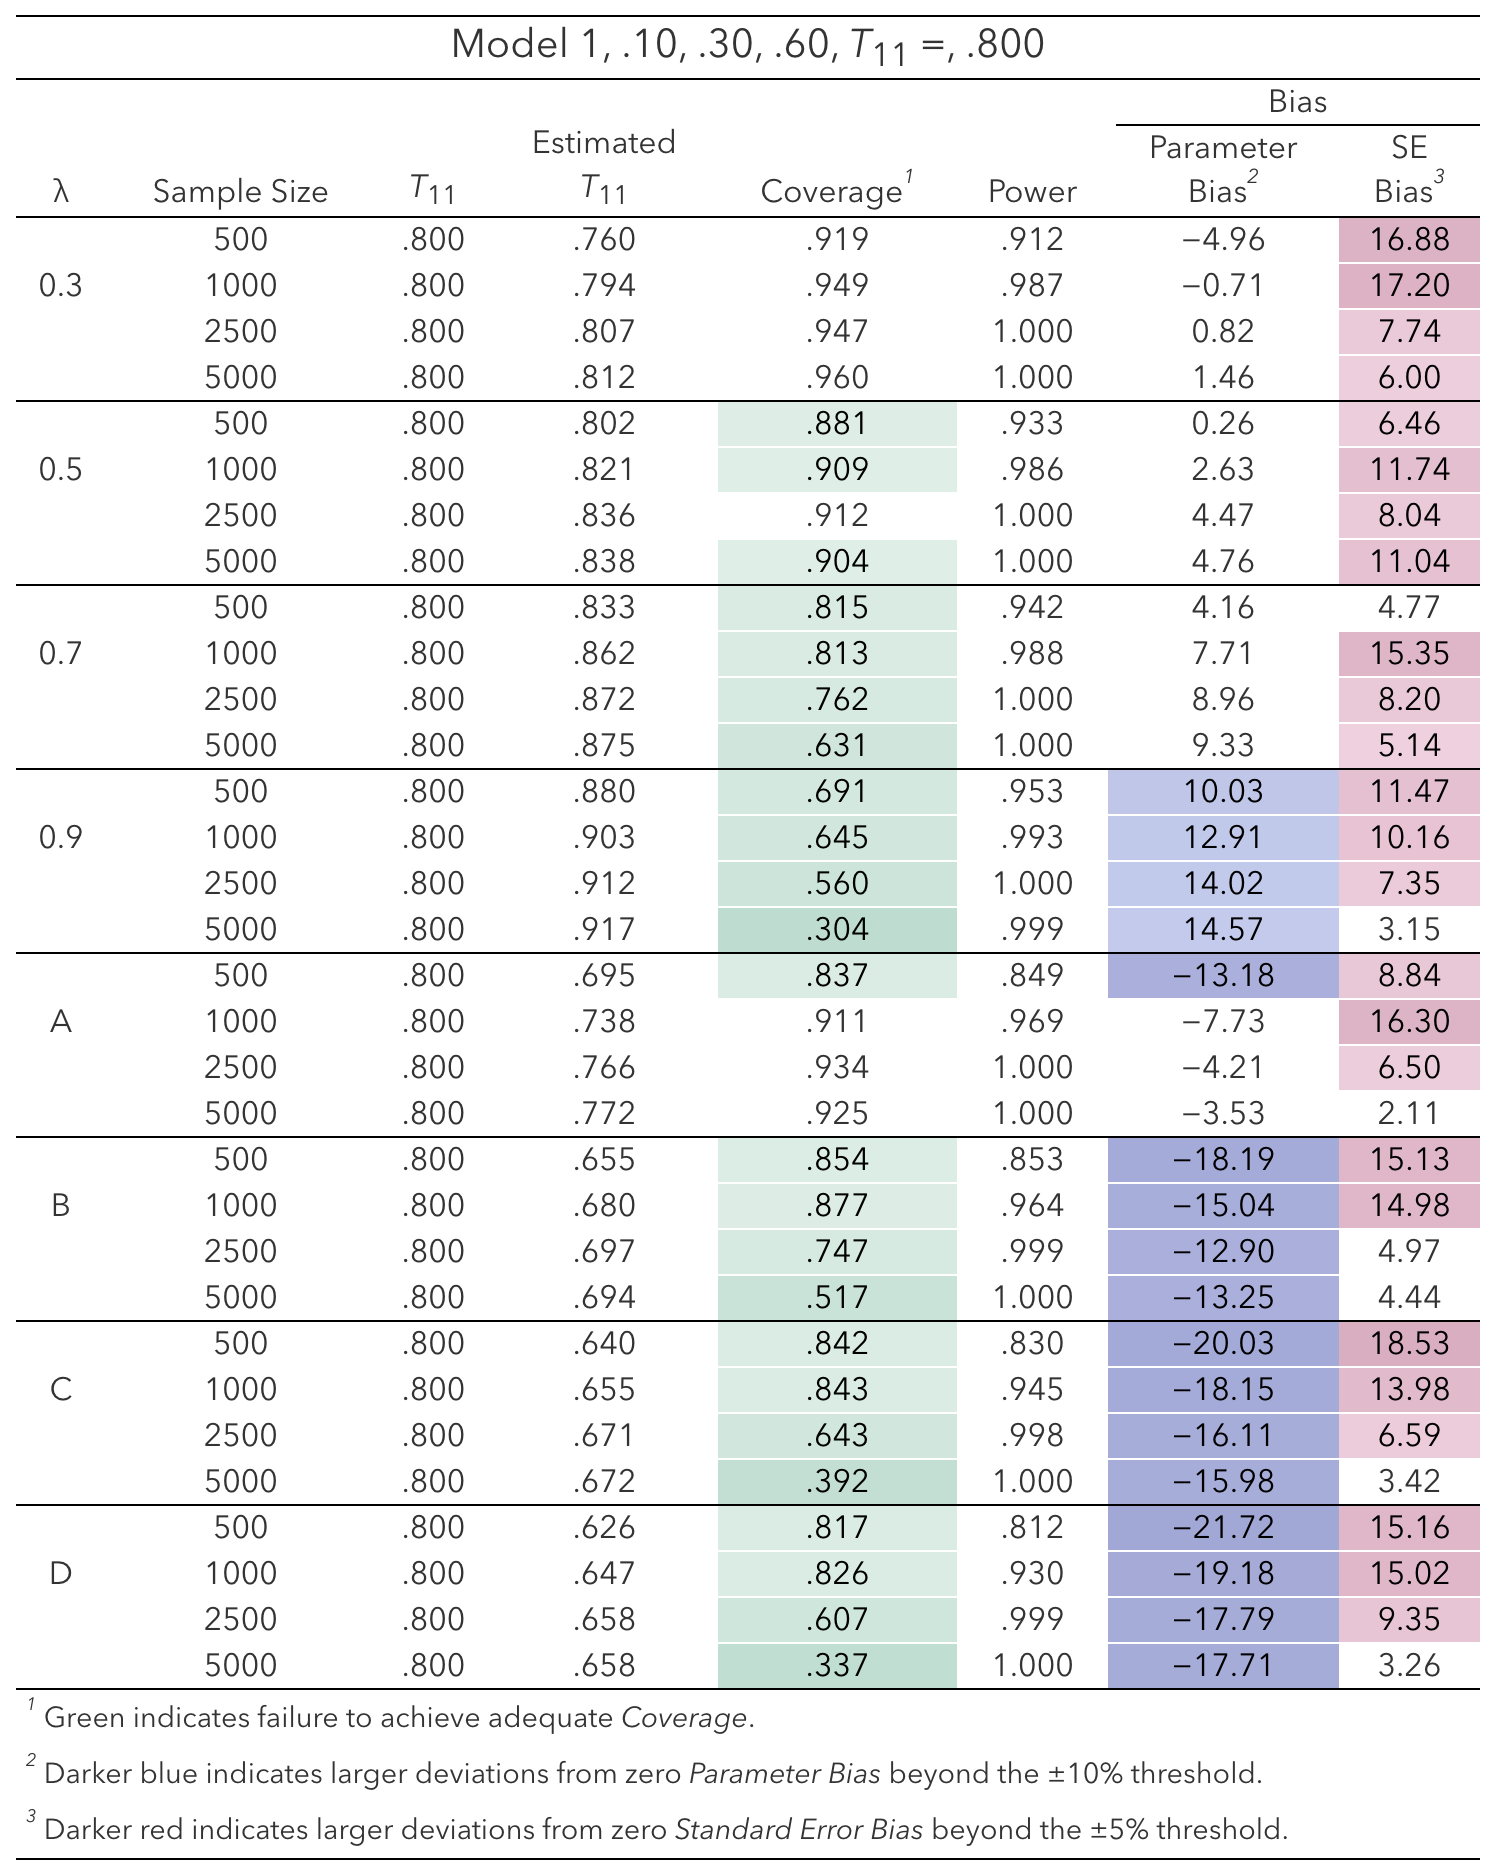 Model 1, .10, .30, .60, T11 =, .800
Bias
Estimated Parameter SE
λ Sample Size T11 T11 Coverage1 Power Bias2 Bias3
500 .800 .760 .919 .912 −4.96 16.88
0.3 1000 .800 .794 .949 .987 −0.71 17.20
2500 .800 .807 .947 1.000 0.82 7.74
5000 .800 .812 .960 1.000 1.46 6.00
500 .800 .802 .881 .933 0.26 6.46
0.5 1000 .800 .821 .909 .986 2.63 11.74
2500 .800 .836 .912 1.000 4.47 8.04
5000 .800 .838 .904 1.000 4.76 11.04
500 .800 .833 .815 .942 4.16 4.77
0.7 1000 .800 .862 .813 .988 7.71 15.35
2500 .800 .872 .762 1.000 8.96 8.20
5000 .800 .875 .631 1.000 9.33 5.14
500 .800 .880 .691 .953 10.03 11.47
0.9 1000 .800 .903 .645 .993 12.91 10.16
2500 .800 .912 .560 1.000 14.02 7.35
5000 .800 .917 .304 .999 14.57 3.15
500 .800 .695 .837 .849 −13.18 8.84
A 1000 .800 .738 .911 .969 −7.73 16.30
2500 .800 .766 .934 1.000 −4.21 6.50
5000 .800 .772 .925 1.000 −3.53 2.11
500 .800 .655 .854 .853 −18.19 15.13
B 1000 .800 .680 .877 .964 −15.04 14.98
2500 .800 .697 .747 .999 −12.90 4.97
5000 .800 .694 .517 1.000 −13.25 4.44
500 .800 .640 .842 .830 −20.03 18.53
C 1000 .800 .655 .843 .945 −18.15 13.98
2500 .800 .671 .643 .998 −16.11 6.59
5000 .800 .672 .392 1.000 −15.98 3.42
500 .800 .626 .817 .812 −21.72 15.16
D 1000 .800 .647 .826 .930 −19.18 15.02
2500 .800 .658 .607 .999 −17.79 9.35
5000 .800 .658 .337 1.000 −17.71 3.26
1 Green indicates failure to achieve adequate Coverage.
2 Darker blue indicates larger deviations from zero Parameter Bias beyond the ±10% threshold.
3 Darker red indicates larger deviations from zero Standard Error Bias beyond the ±5% threshold.